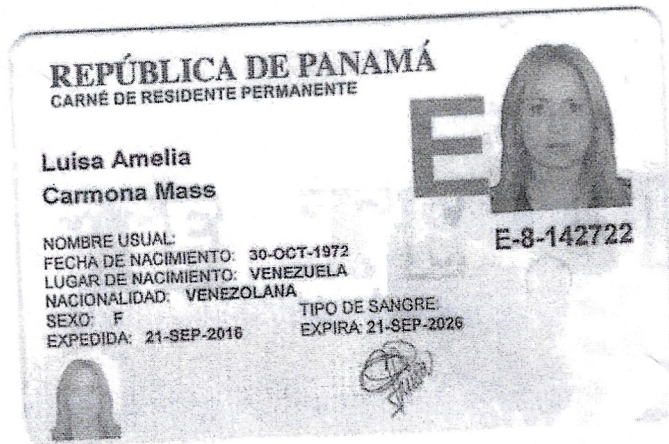 REPÚBLICA DE PANAMÁ
CARNÉ DE RESIDENTE PERMANENTE
E
Luisa Amelia
Carmona Mass
E-8-142722
NOMBRE USUAL:
FECHA DE NACIMIENTO: 30-OCT-1972
LUGAR DE NACIMIENTO: VENEZUELA
NACIONALIDAD: VENEZOLANA
SEXO: F TIPO DE SANGRE:
EXPEDIDA: 21-SEP-2016 EXPIRA: 21-SEP-2026